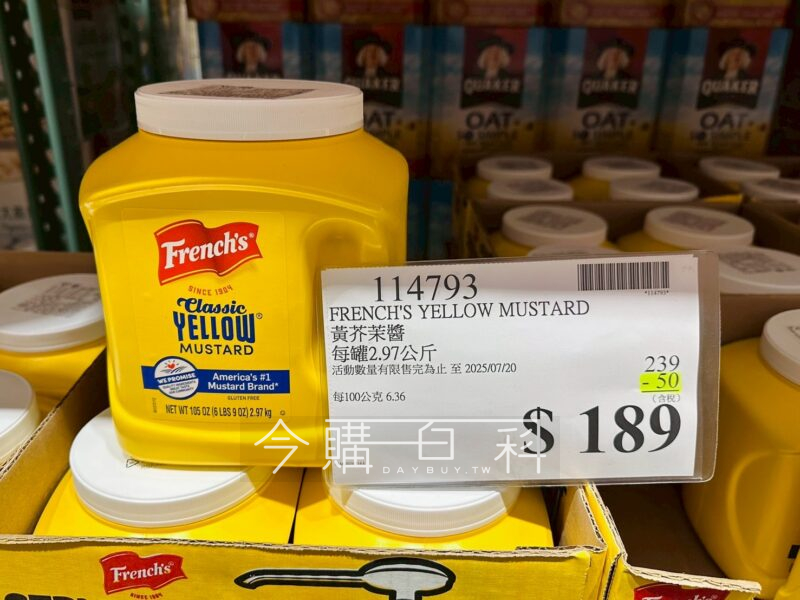 QUAKER
OAT
QUAKER
OAT
QUAKER
OAT
QUAKER
OAT
French's®
SINCE 1904
Classic
YELLOW®
MUSTARD
WE PROMISE
America's #1
Mustard Brand*
GLUTEN FREE
NET WT 105 OZ (6 LBS 9 OZ) 2.97 kg
114793
*114793*
FRENCH'S YELLOW MUSTARD
黃芥茉醬
每罐2.97公斤
活動數量有限售完為止 至 2025/07/20
239
- 50
(含稅)
每100公克 6.36
$ 189
今購百科
DAYBUY.TW
French's
SINCE 1904
French's